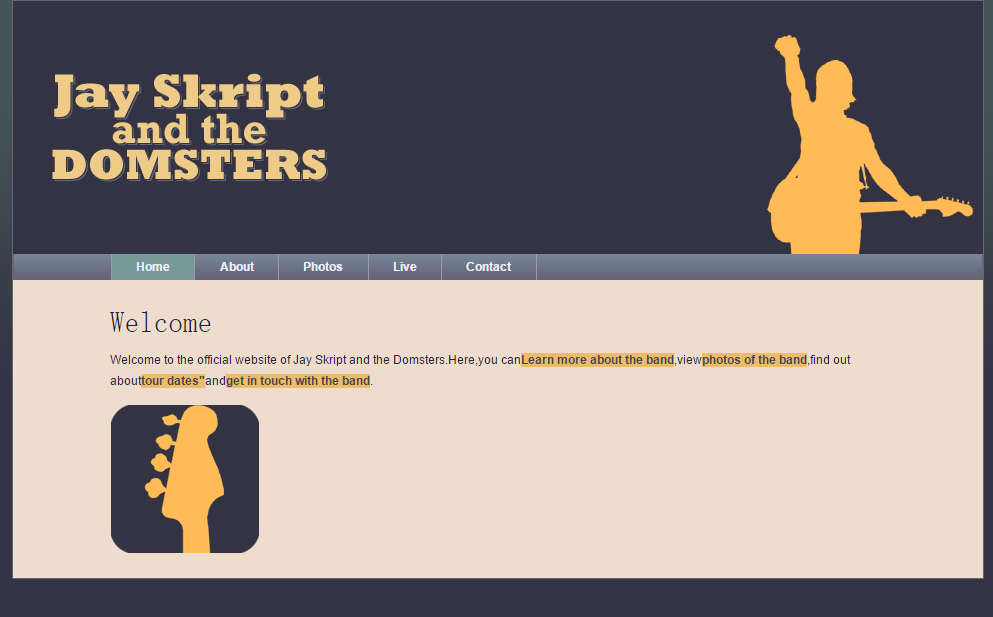 Jay Skript
and the
DOMSTERS
Home About Photos Live Contact
Welcome
Welcome to the official website of Jay Skript and the Domsters.Here,you canLearn more about the band,viewphotos of the band,find out
abouttour dates"andget in touch with the band.